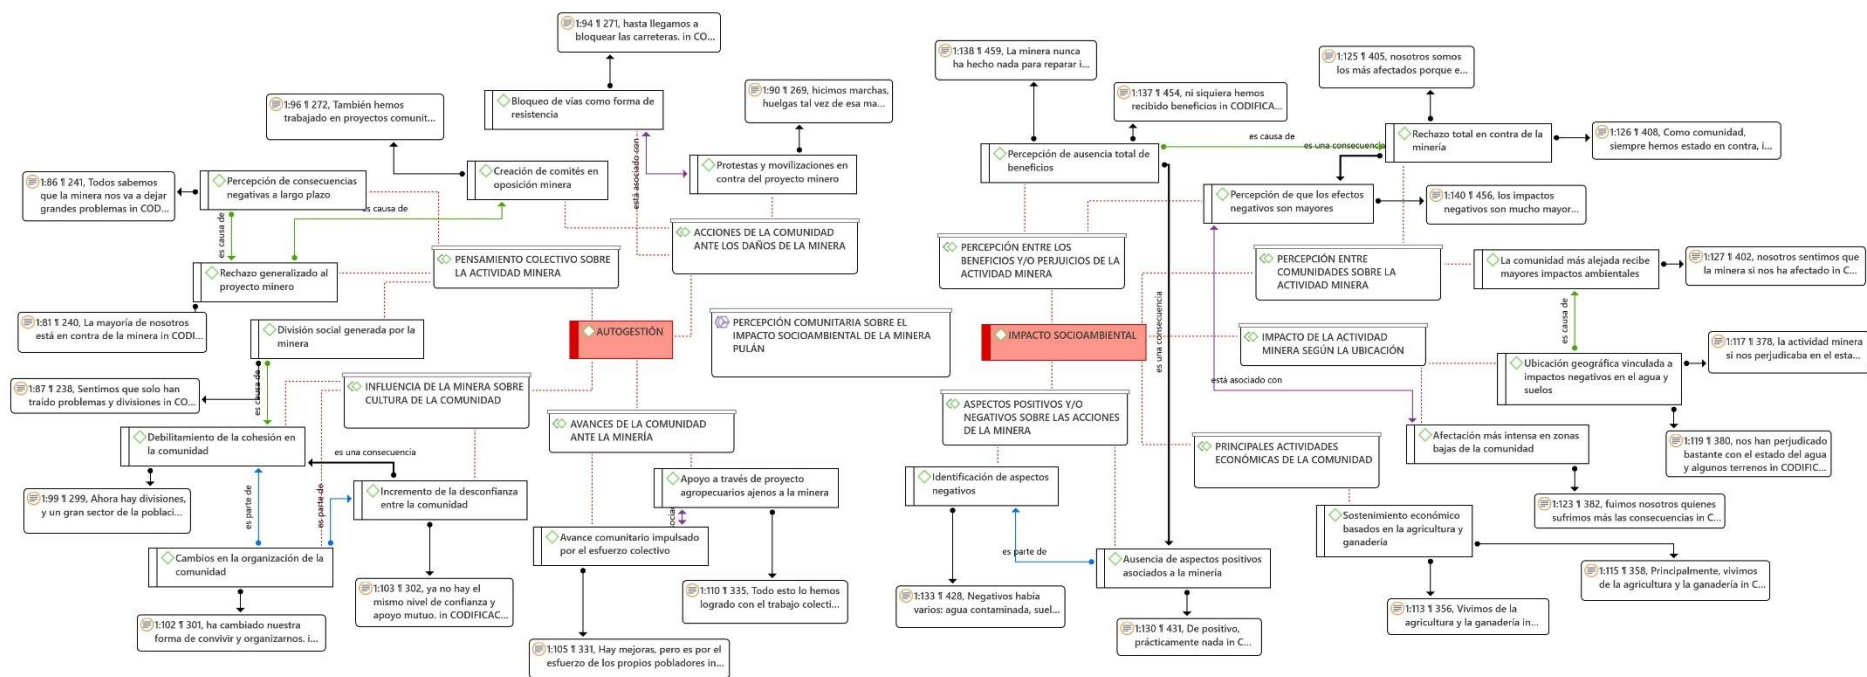 1:94 ¶ 271, hasta llegamos a
bloquear las carreteras. in CO...
Bloqueo de vías como forma de
resistencia
1:96 ¶ 272, También hemos
trabajado en proyectos comunit...
1:90 ¶ 269, hicimos marchas,
huelgas tal vez de esa ma...
está asociado con
Creación de comités en
oposición minera
Protestas y movilizaciones en
contra del proyecto minero
1:86 ¶ 241, Todos sabemos
que la minera nos va a dejar
grandes problemas in COD...
Percepción de consecuencias
negativas a largo plazo
es causa de
es causa de
ACCIONES DE LA COMUNIDAD
ANTE LOS DAÑOS DE LA MINERA
PENSAMIENTO COLECTIVO SOBRE
LA ACTIVIDAD MINERA
Rechazo generalizado al
proyecto minero
1:81 ¶ 240, La mayoría de nosotros
está en contra de la minera in CODI...
División social generada por la
minera
AUTOGESTIÓN
PERCEPCIÓN COMUNITARIA SOBRE EL
IMPACTO SOCIOAMBIENTAL DE LA MINERA
PULÁN
1:87 ¶ 238, Sentimos que solo han
traído problemas y divisiones in CO...
es causa de
INFLUENCIA DE LA MINERA SOBRE
CULTURA DE LA COMUNIDAD
AVANCES DE LA COMUNIDAD
ANTE LA MINERÍA
Debilitamiento de la cohesión en
la comunidad
es una consecuencia
1:99 ¶ 299, Ahora hay divisiones,
y un gran sector de la poblaci...
es parte de
es parte de
Incremento de la desconfianza
entre la comunidad
Apoyo a través de proyecto
agropecuarios ajenos a la minera
Avance comunitario impulsado
por el esfuerzo colectivo
Cambios en la organización de la
comunidad
1:103 ¶ 302, ya no hay el
mismo nivel de confianza y
apoyo mutuo. in CODIFICAC...
1:110 ¶ 335, Todo esto lo hemos
logrado con el trabajo colecti...
1:102 ¶ 301, ha cambiado nuestra
forma de convivir y organizarnos. i...
1:105 ¶ 331, Hay mejoras, pero es por el
esfuerzo de los propios pobladores in...
1:138 ¶ 459, La minera nunca
ha hecho nada para reparar i...
1:137 ¶ 454, ni siquiera hemos
recibido beneficios in CODIFICA...
1:125 ¶ 405, nosotros somos
los más afectados porque e...
es causa de
Rechazo total en contra de la
minería
1:126 ¶ 408, Como comunidad,
siempre hemos estado en contra, i...
es una consecuencia
Percepción de ausencia total de
beneficios
Percepción de que los efectos
negativos son mayores
1:140 ¶ 456, los impactos
negativos son mucho mayor...
PERCEPCIÓN ENTRE LOS
BENEFICIOS Y/O PERJUICIOS DE LA
ACTIVIDAD MINERA
PERCEPCIÓN ENTRE
COMUNIDADES SOBRE LA
ACTIVIDAD MINERA
La comunidad más alejada recibe
mayores impactos ambientales
1:127 ¶ 402, nosotros sentimos que
la minera si nos ha afectado in C...
es causa de
IMPACTO SOCIOAMBIENTAL
es una consecuencia
IMPACTO DE LA ACTIVIDAD
MINERA SEGÚN LA UBICACIÓN
1:117 ¶ 378, la actividad minera
si nos perjudicaba en el esta...
Ubicación geográfica vinculada a
impactos negativos en el agua y
suelos
está asociado con
ASPECTOS POSITIVOS Y/O
NEGATIVOS SOBRE LAS ACCIONES
DE LA MINERA
PRINCIPALES ACTIVIDADES
ECONÓMICAS DE LA COMUNIDAD
Afectación más intensa en zonas
bajas de la comunidad
1:119 ¶ 380, nos han perjudicado
bastante con el estado del agua
y algunos terrenos in CODIFIC...
Identificación de aspectos
negativos
1:123 ¶ 382, fuimos nosotros quienes
sufrimos más las consecuencias in C...
Sostenimiento económico
basados en la agricultura y
ganadería
es parte de
Ausencia de aspectos positivos
asociados a la minería
1:115 ¶ 358, Principalmente, vivimos
de la agricultura y la ganadería in C...
1:133 ¶ 428, Negativos había
varios: agua contaminada, suel...
1:113 ¶ 356, Vivimos de la
agricultura y la ganadería in...
1:130 ¶ 431, De positivo,
prácticamente nada in C...